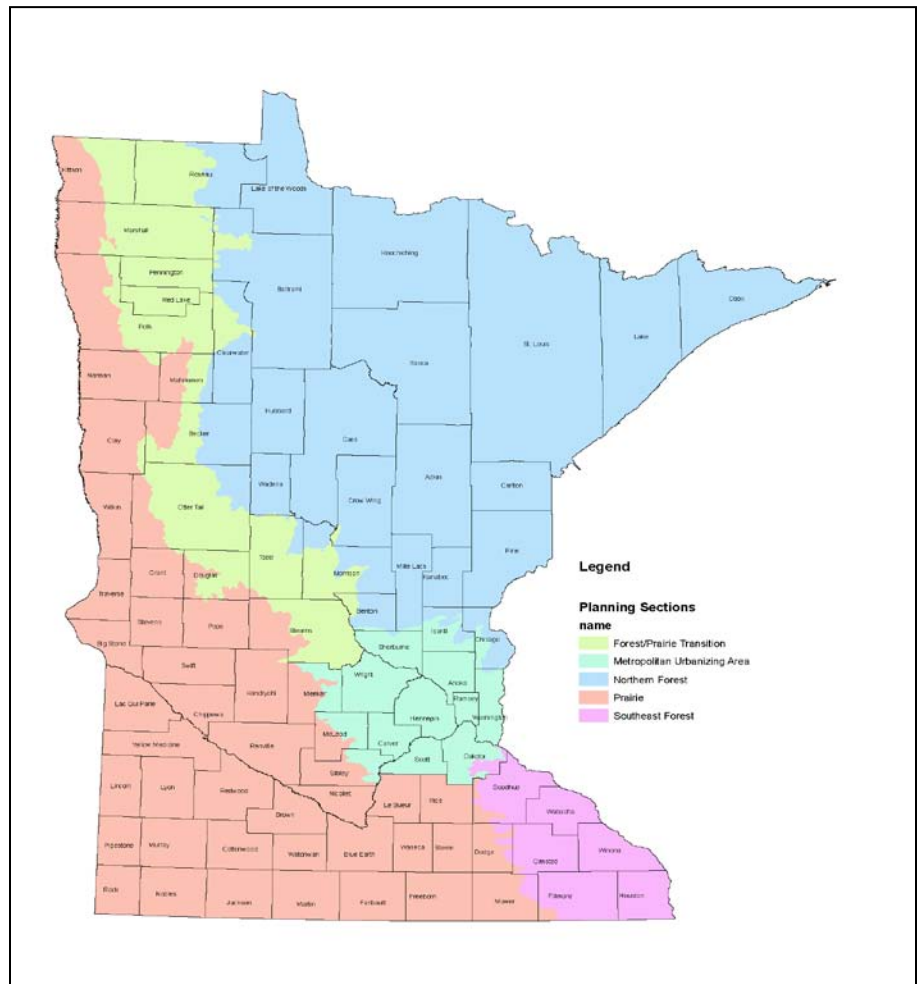 Kittson
Roseau
Lake of the Woods
Marshall
Koochiching
Pennington
Beltrami
Red Lake
Cook
Polk
St. Louis
Lake
Clearwater
Itasca
Norman
Mahnomen
Hubbard
Becker
Cass
Clay
Aitkin
Wadena
Carlton
Crow Wing
Otter Tail
Wilkin
Pine
Todd
Mille Lacs
Grant
Douglas
Morrison
Kanabec
Traverse
Benton
Stevens
Pope
Stearns
Isanti
Big Stone
Sherburne
Chisago
Swift
Wright
Anoka
Kandiyohi
Meeker
Ramsey
Lac Qui Parle
Chippewa
Hennepin
Washington
Yellow Medicine
Renville
McLeod
Carver
Scott
Dakota
Sibley
Lincoln
Lyon
Redwood
Nicollet
Le Sueur
Rice
Goodhue
Wabasha
Brown
Pipestone
Murray
Cottonwood
Watonwan
Blue Earth
Waseca
Steele
Dodge
Olmsted
Winona
Rock
Nobles
Jackson
Martin
Faribault
Freeborn
Mower
Fillmore
Houston
Legend
Planning Sections
name
Forest/Prairie Transition
Metropolitan Urbanizing Area
Northern Forest
Prairie
Southeast Forest